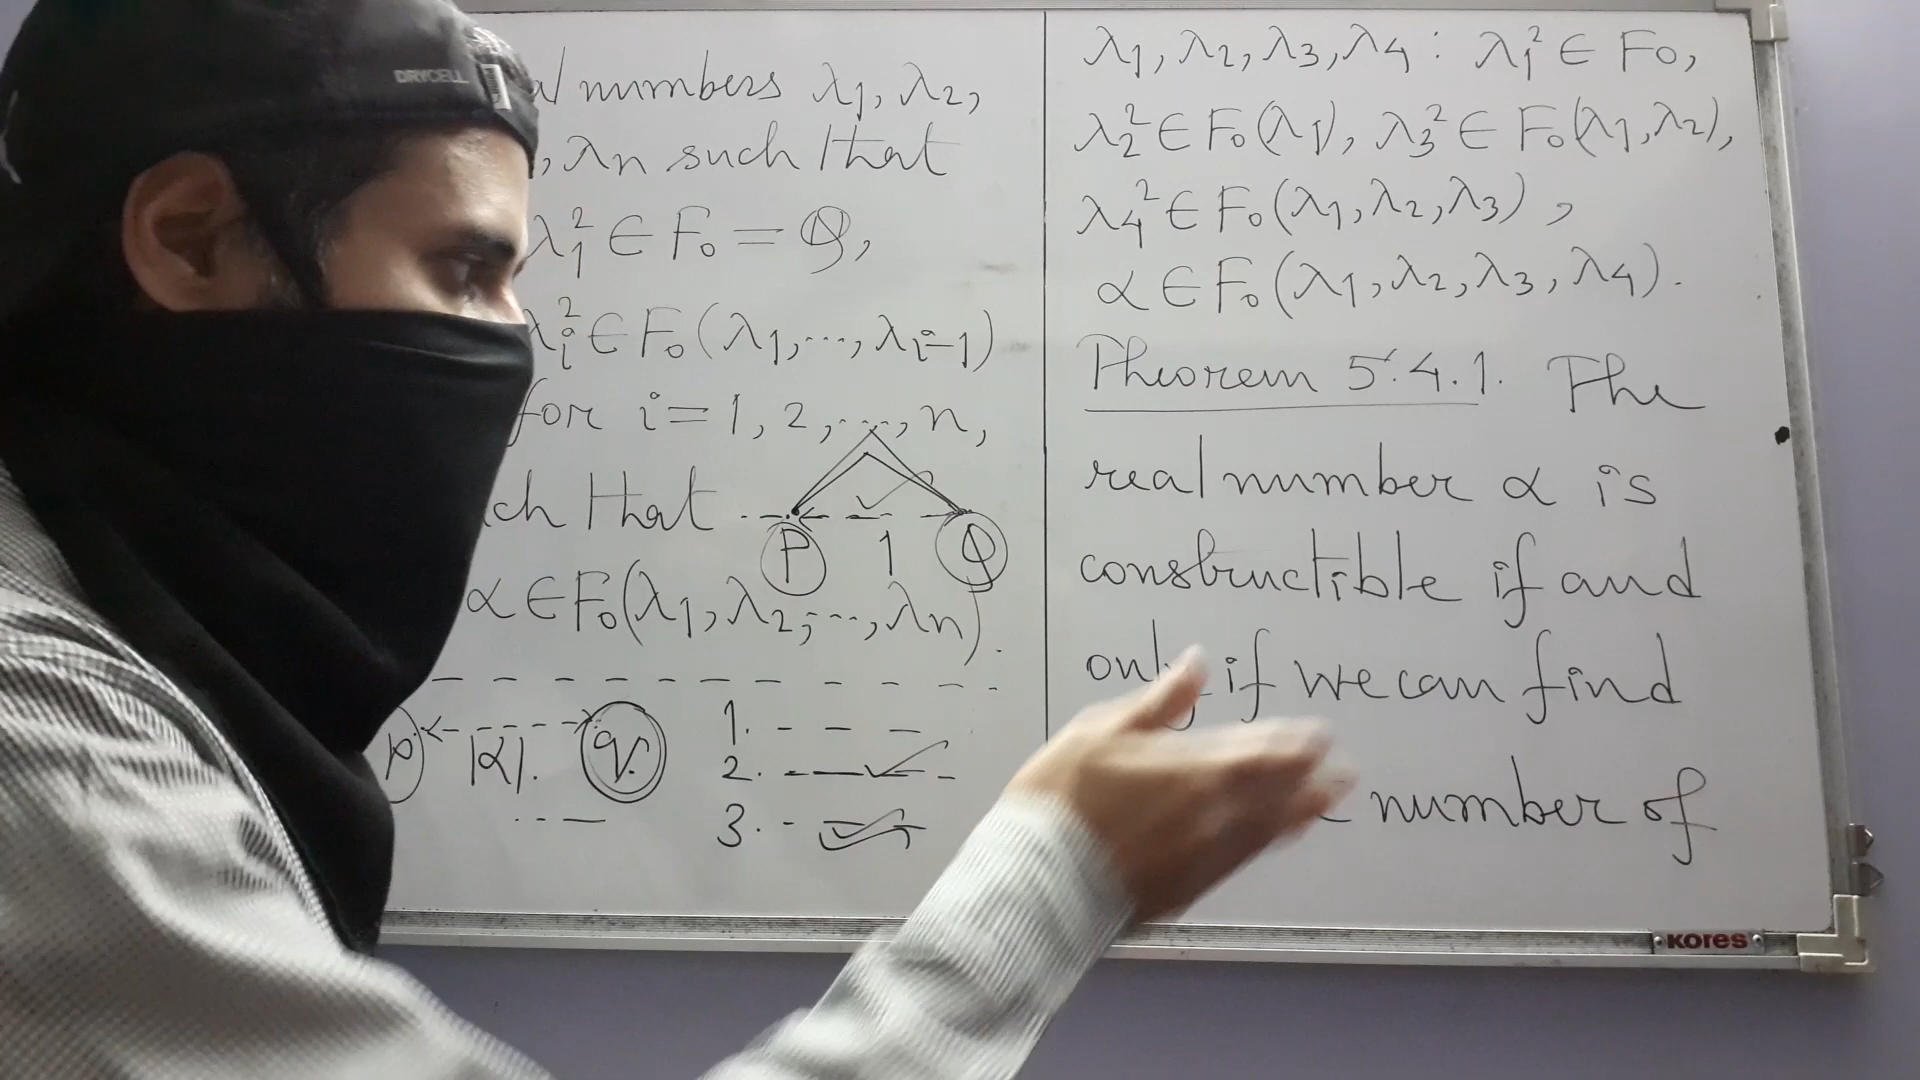 DRYCELL
numbers λ1, λ2,
, λn such that
λ1² ∈ F0 = Q,
λi² ∈ F0(λ1, ..., λi-1)
for i = 1, 2, ..., n,
that
P 1 Q
α ∈ F0(λ1, λ2, ..., λn).
p |α|. q.
1. - - -
2. - - -
3. -
λ1, λ2, λ3, λ4 : λ1² ∈ F0,
λ2² ∈ F0(λ1), λ3² ∈ F0(λ1, λ2),
λ4² ∈ F0(λ1, λ2, λ3),
α ∈ F0(λ1, λ2, λ3, λ4).
Theorem 5.4.1. The
real number α is
constructible if and
only if we can find
number of
KORES